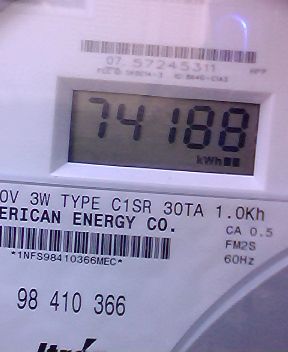 07 57245311
74188
kWh
0V 3W TYPE C1SR 30TA 1.0Kh
ERICAN ENERGY CO.
CA 0.5
FM2S
*1NFS98410366MEC*
60Hz
98 410 366